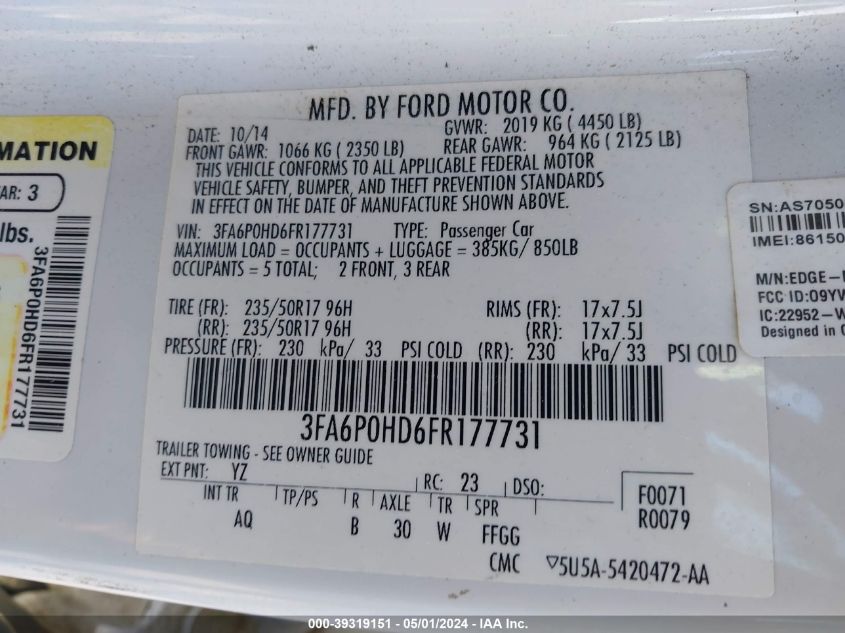 MFD. BY FORD MOTOR CO.
DATE: 10/14 GVWR: 2019 KG ( 4450 LB)
FRONT GAWR: 1066 KG ( 2350 LB) REAR GAWR: 964 KG ( 2125 LB)
THIS VEHICLE CONFORMS TO ALL APPLICABLE FEDERAL MOTOR
VEHICLE SAFETY, BUMPER, AND THEFT PREVENTION STANDARDS
IN EFFECT ON THE DATE OF MANUFACTURE SHOWN ABOVE.
VIN: 3FA6P0HD6FR177731 TYPE: Passenger Car
MAXIMUM LOAD = OCCUPANTS + LUGGAGE = 385KG/ 850LB
OCCUPANTS = 5 TOTAL; 2 FRONT, 3 REAR
TIRE (FR): 235/50R17 96H RIMS (FR): 17x7.5J
(RR): 235/50R17 96H (RR): 17x7.5J
PRESSURE (FR): 230 kPa/ 33 PSI COLD (RR): 230 kPa/ 33 PSI COLD
3FA6P0HD6FR177731
TRAILER TOWING - SEE OWNER GUIDE
EXT PNT: YZ RC: 23 DSO:
INT TR TP/PS R AXLE TR SPR
AQ B 30 W FFGG
F0071
R0079
CMC ▽5U5A-5420472-AA
MATION
AR: 3
lbs.
3FA6P0HD6FR177731
SN:AS7050
IMEI:86150
M/N:EDGE-
FCC ID:O9Y
IC:22952-W
Designed in
000-39319151 - 05/01/2024 - IAA Inc.